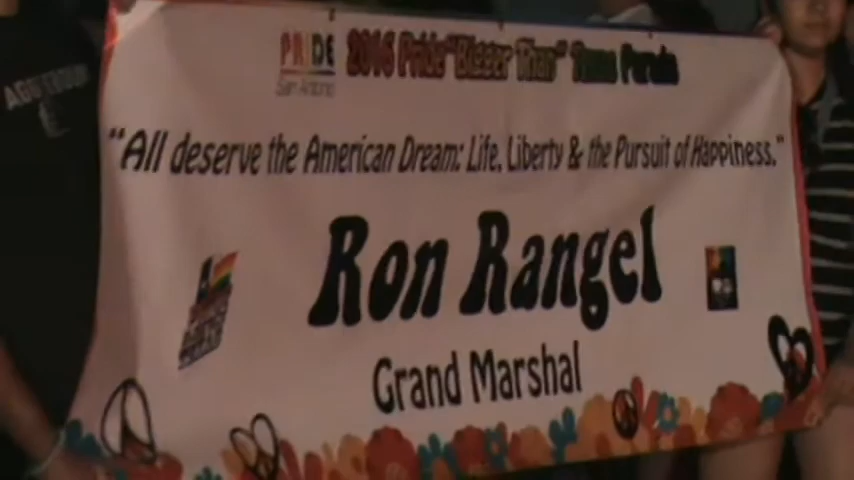 PRIDE
San Antonio
2016 Pride "Bigger Than" Texas Parade
"All deserve the American Dream: Life, Liberty & the Pursuit of Happiness."
Ron Rangel
Grand Marshal